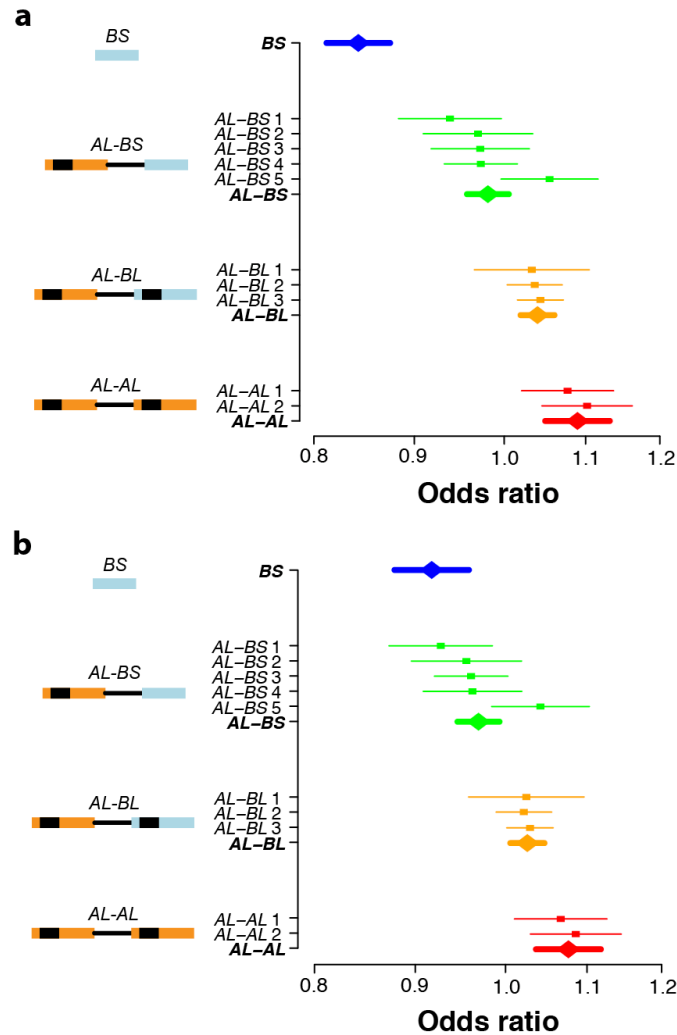 a
BS
BS
AL–BS 1
AL–BS 2
AL-BS
AL–BS 3
AL–BS 4
AL–BS 5
AL–BS
AL-BL
AL–BL 1
AL–BL 2
AL–BL 3
AL–BL
AL-AL
AL–AL 1
AL–AL 2
AL–AL
0.8 0.9 1.0 1.1 1.2
Odds ratio
b
BS
BS
AL–BS 1
AL–BS 2
AL-BS
AL–BS 3
AL–BS 4
AL–BS 5
AL–BS
AL-BL
AL–BL 1
AL–BL 2
AL–BL 3
AL–BL
AL-AL
AL–AL 1
AL–AL 2
AL–AL
0.8 0.9 1.0 1.1 1.2
Odds ratio